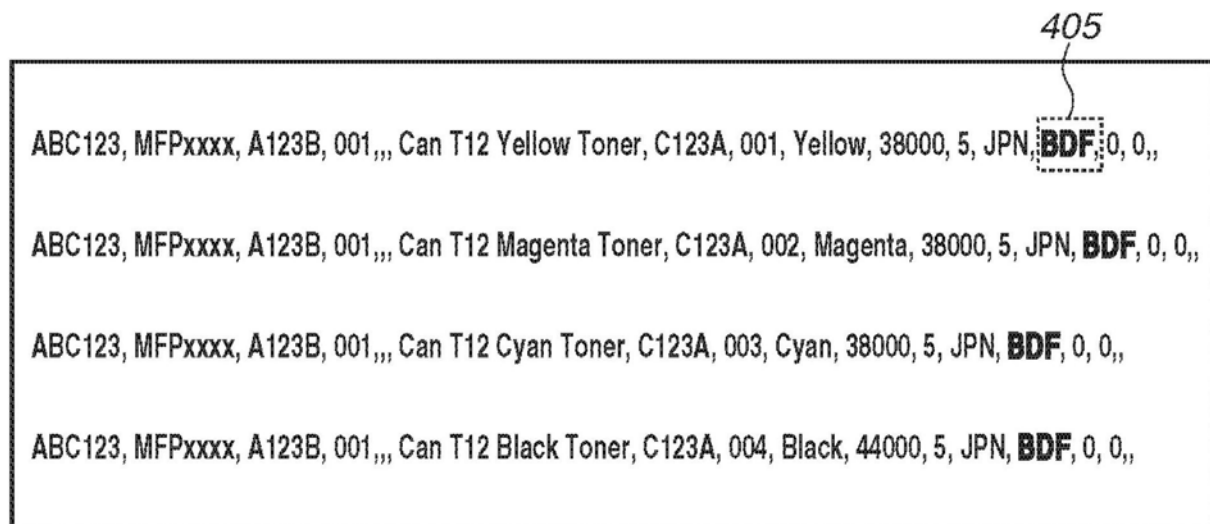 405
ABC123, MFPxxxx, A123B, 001,,, Can T12 Yellow Toner, C123A, 001, Yellow, 38000, 5, JPN, BDF, 0, 0,,
ABC123, MFPxxxx, A123B, 001,,, Can T12 Magenta Toner, C123A, 002, Magenta, 38000, 5, JPN, BDF, 0, 0,,
ABC123, MFPxxxx, A123B, 001,,, Can T12 Cyan Toner, C123A, 003, Cyan, 38000, 5, JPN, BDF, 0, 0,,
ABC123, MFPxxxx, A123B, 001,,, Can T12 Black Toner, C123A, 004, Black, 44000, 5, JPN, BDF, 0, 0,,